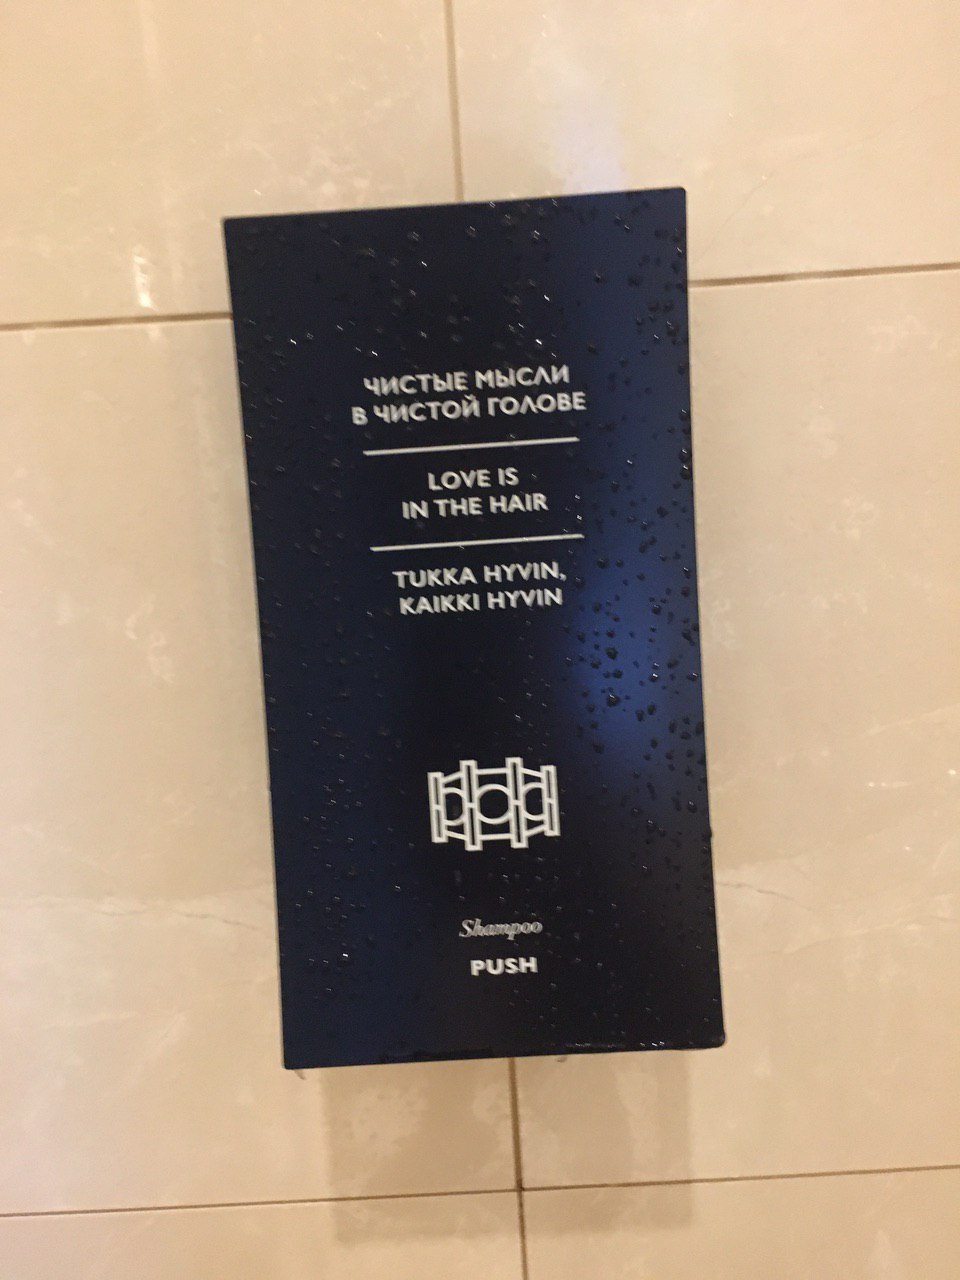 ЧИСТЫЕ МЫСЛИ
В ЧИСТОЙ ГОЛОВЕ
LOVE IS
IN THE HAIR
TUKKA HYVIN,
KAIKKI HYVIN
Shampoo
PUSH